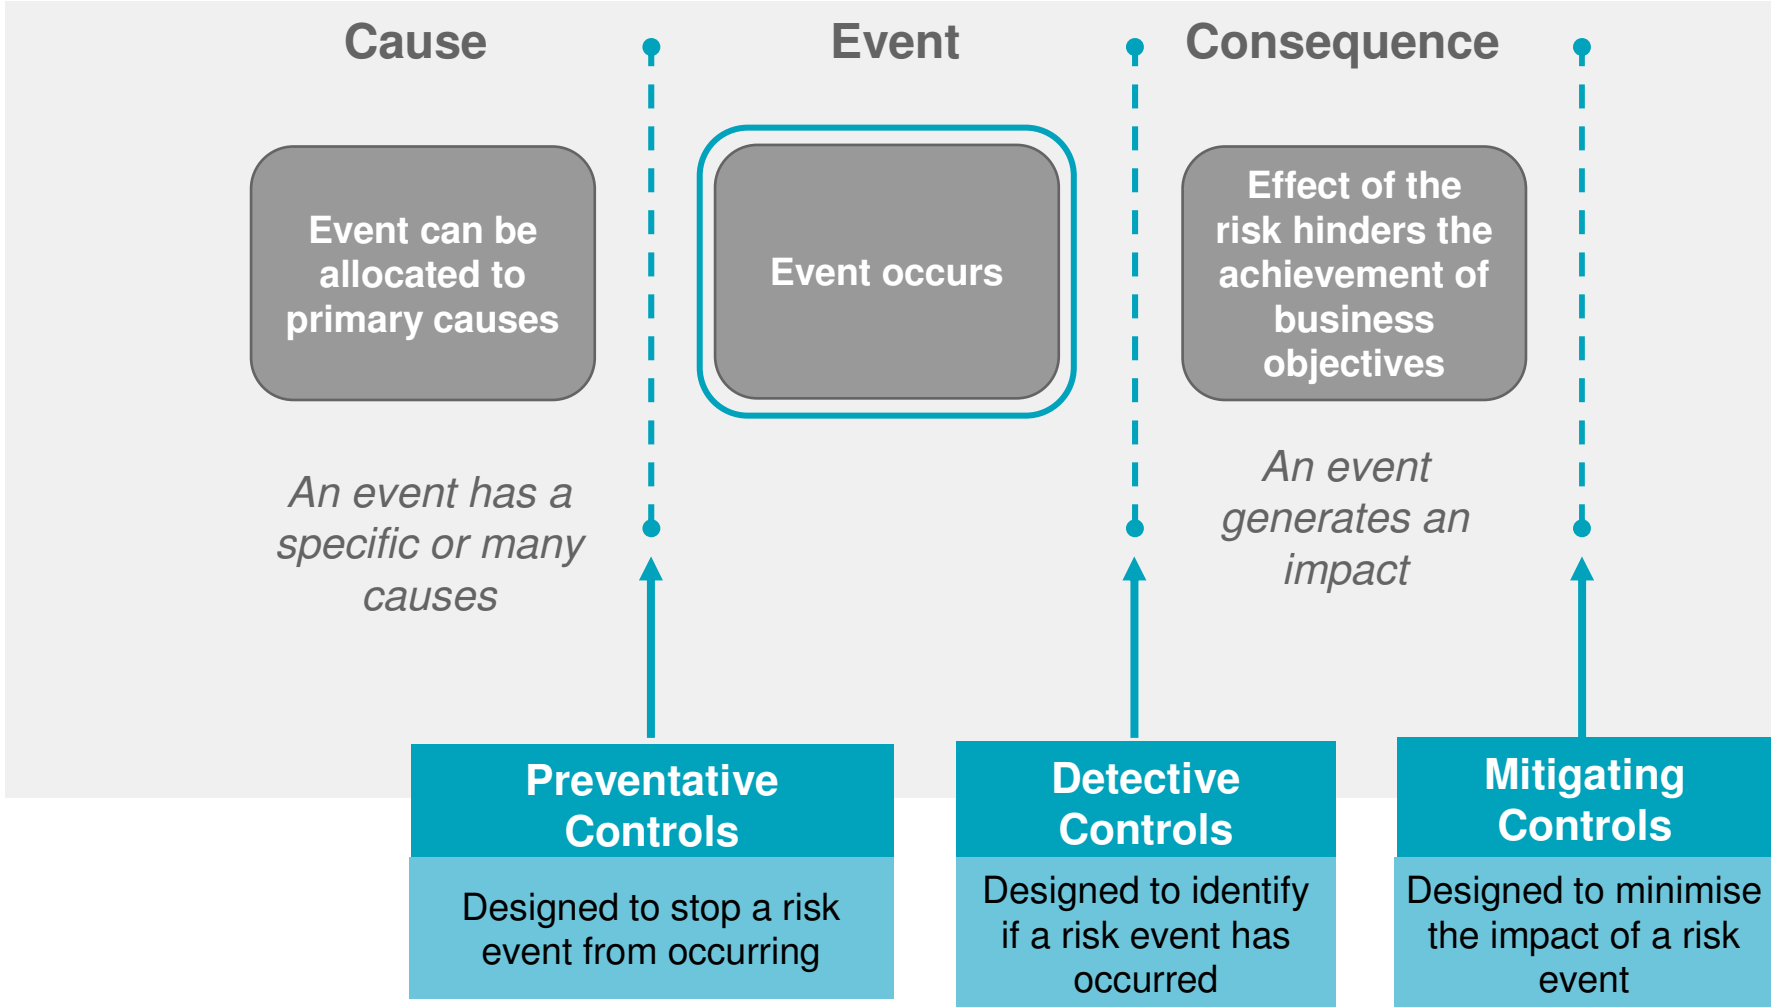 Cause
Event
Consequence
Event can be
allocated to
primary causes
Event occurs
Effect of the
risk hinders the
achievement of
business
objectives
An event has a
specific or many
causes
An event
generates an
impact
Preventative
Controls
Designed to stop a risk
event from occurring
Detective
Controls
Designed to identify
if a risk event has
occurred
Mitigating
Controls
Designed to minimise
the impact of a risk
event